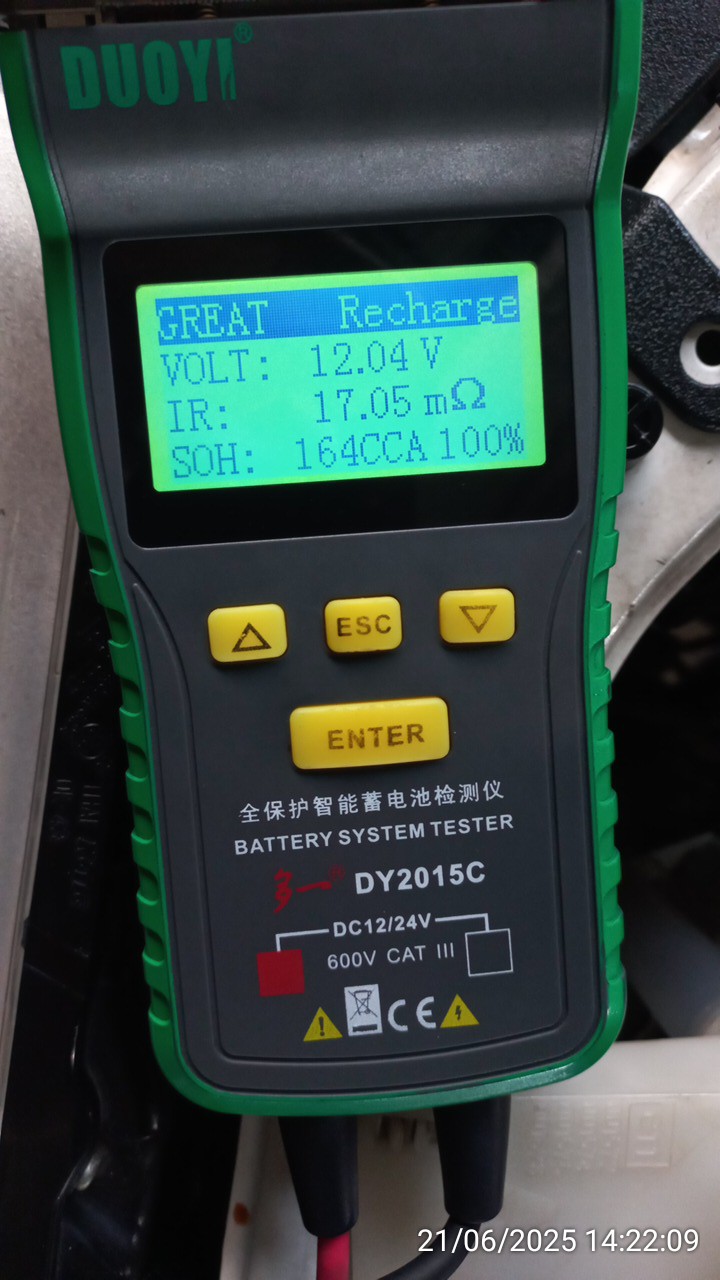 DUOYI®
GREAT Recharge
VOLT: 12.04 V
IR: 17.05 mΩ
SOH: 164CCA 100%
ESC
ENTER
全保护智能蓄电池检测仪
BATTERY SYSTEM TESTER
多一® DY2015C
DC12/24V
600V CAT III
CE
21/06/2025 14:22:09